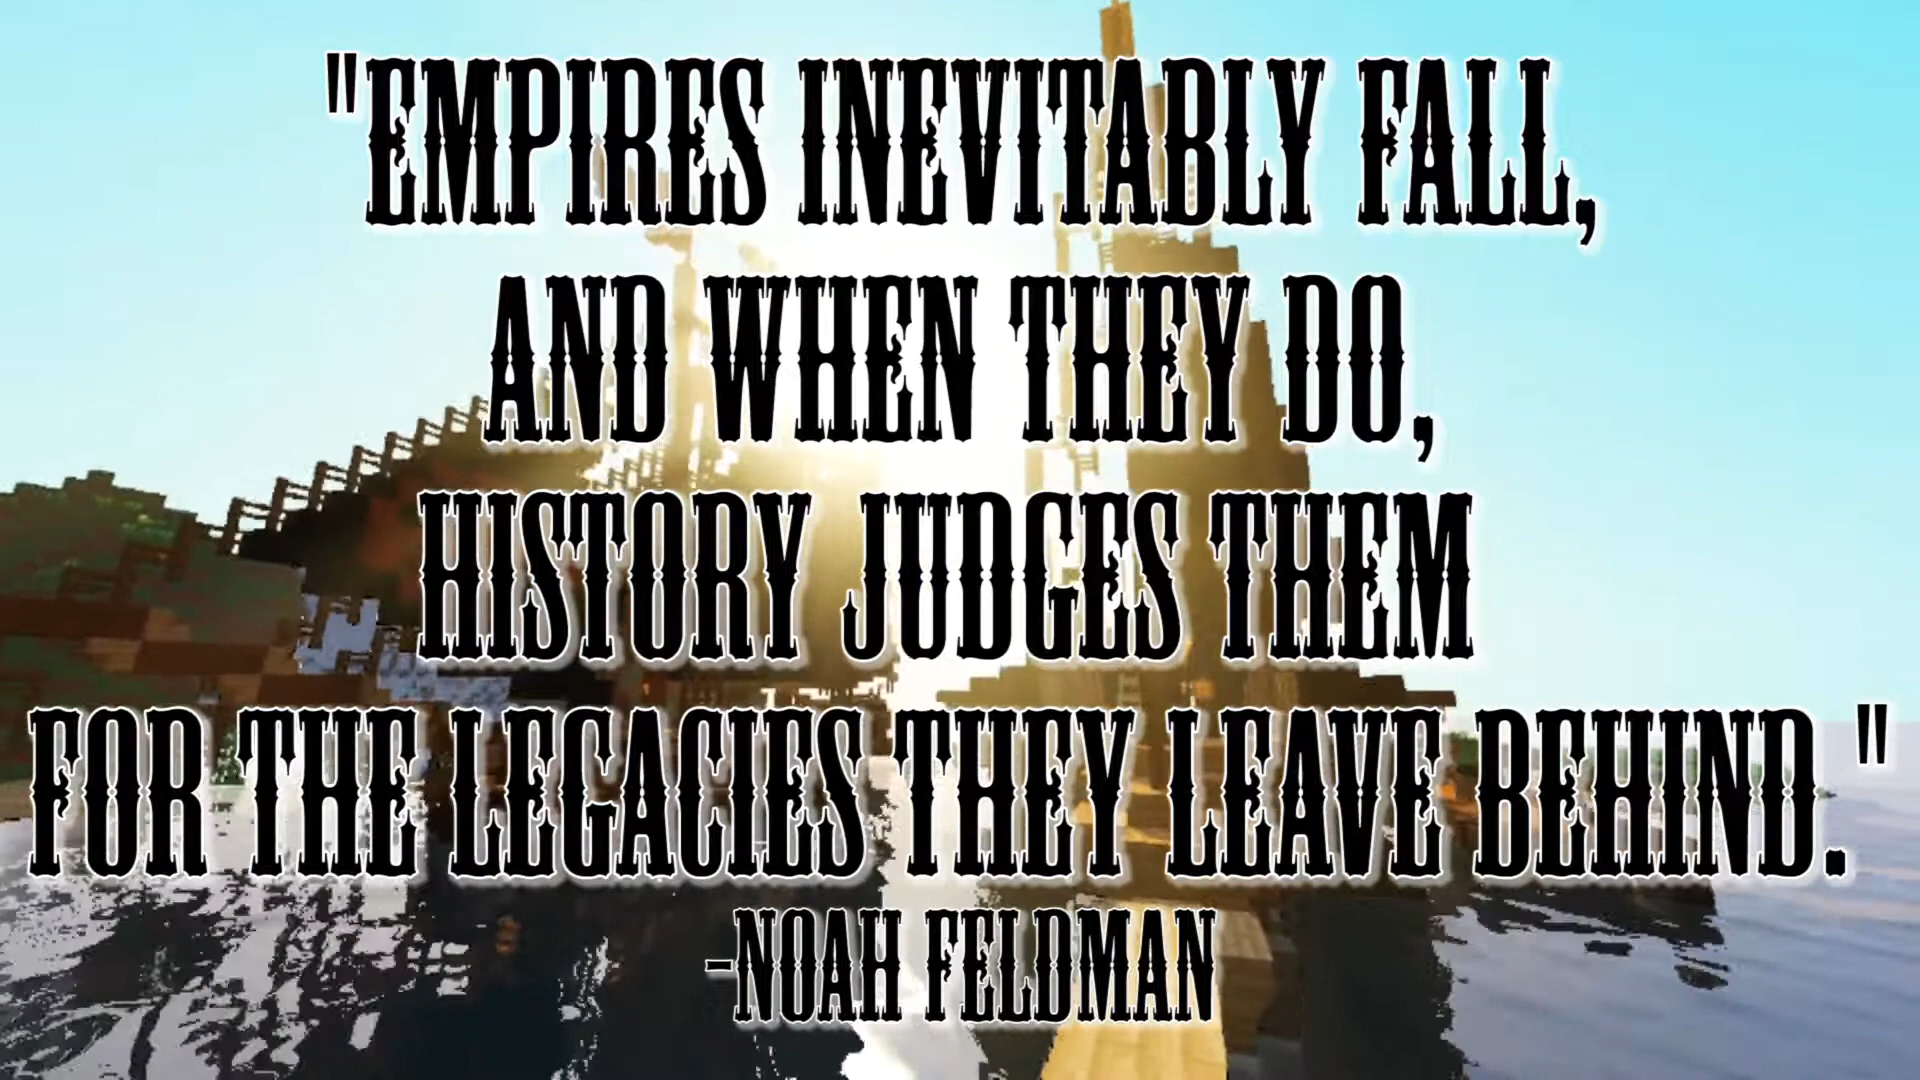 "EMPIRES INEVITABLY FALL,
AND WHEN THEY DO,
HISTORY JUDGES THEM
FOR THE LEGACIES THEY LEAVE BEHIND."
-NOAH FELDMAN